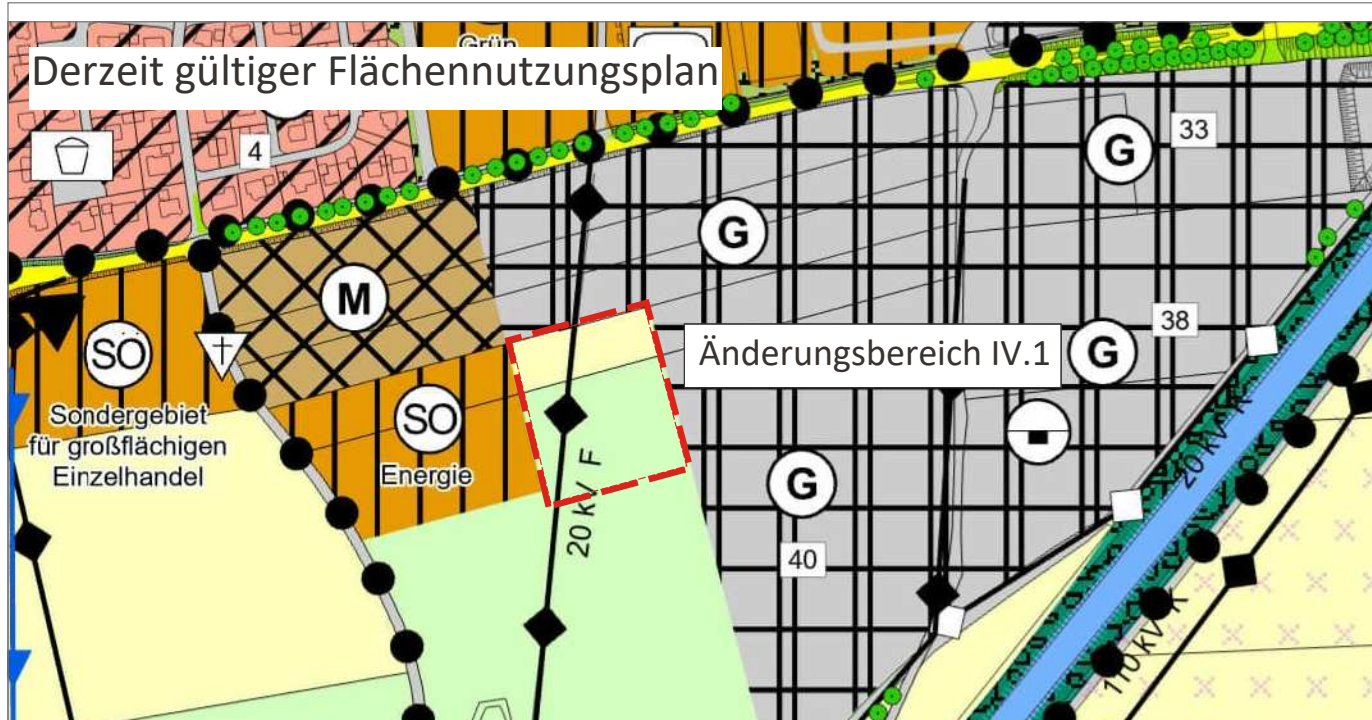 Grün
Derzeit gültiger Flächennutzungsplan
4
33
G
G
M
38
Änderungsbereich IV.1
G
SO
SO
Sondergebiet
für großflächigen
Einzelhandel
Energie
G
20 kV F
40
20 kV K
110 kV K